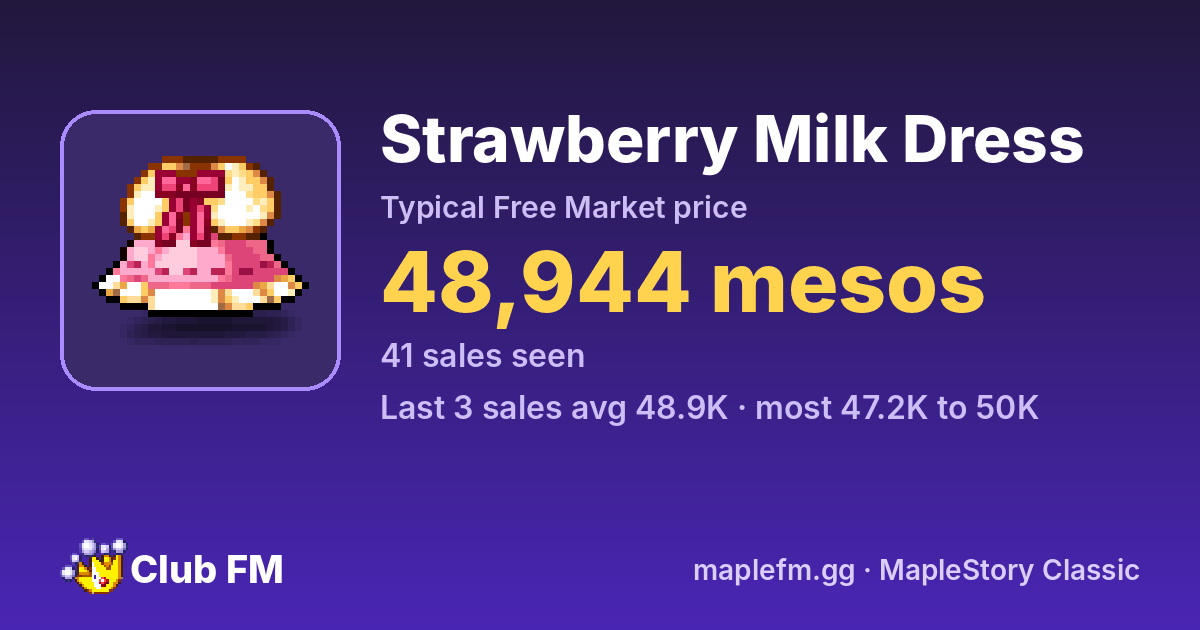 Strawberry Milk Dress
Typical Free Market price
48,944 mesos
41 sales seen
Last 3 sales avg 48.9K · most 47.2K to 50K
Club FM
maplefm.gg · MapleStory Classic